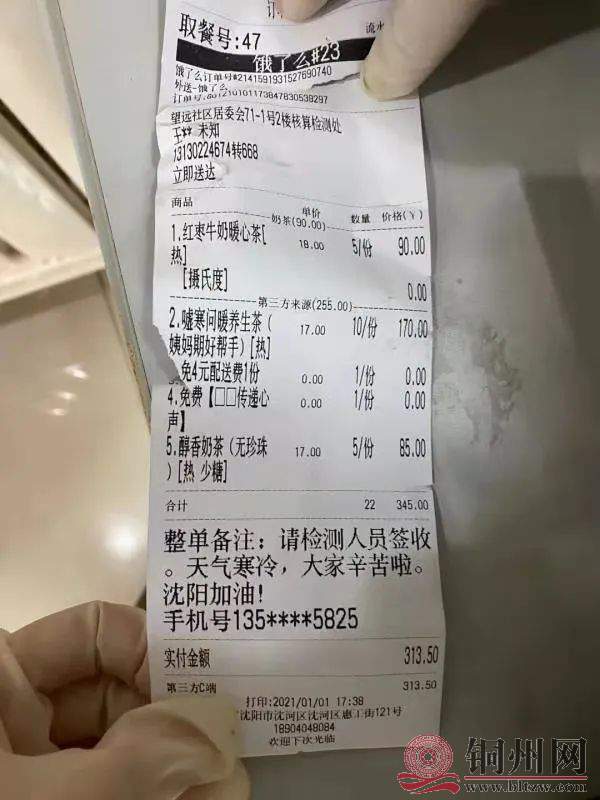 取餐号:47
流水
饿了么#23
饿了么订单号#2141591931527690740
外送-饿了么
望远社区居委会71-1号2楼核算检测处
王** 未知
13130224674转668
立即送达
商品 单价 数量 价格(￥)
奶茶(90.00)
1.红枣牛奶暖心茶[ 18.00 5/份 90.00
热]
[摄氏度] 0.00
第三方来源(255.00)
2.嘘寒问暖养生茶( 17.00 10/份 170.00
姨妈期好帮手)[热]
免4元配送费1份 0.00 1/份 0.00
4.免费【□□传递心 0.00 1/份 0.00
声】
5.醇香奶茶(无珍珠 17.00 5/份 85.00
)[热 少糖]
合计 22 345.00
整单备注: 请检测人员签收
。天气寒冷, 大家辛苦啦。
沈阳加油!
手机号135****5825
实付金额 313.50
第三方C端 313.50
打印:2021/01/01 17:38
沈阳市沈河区沈河区惠工街121号
18904048084
欢迎下次光临
铜州网
www.hltzw.com